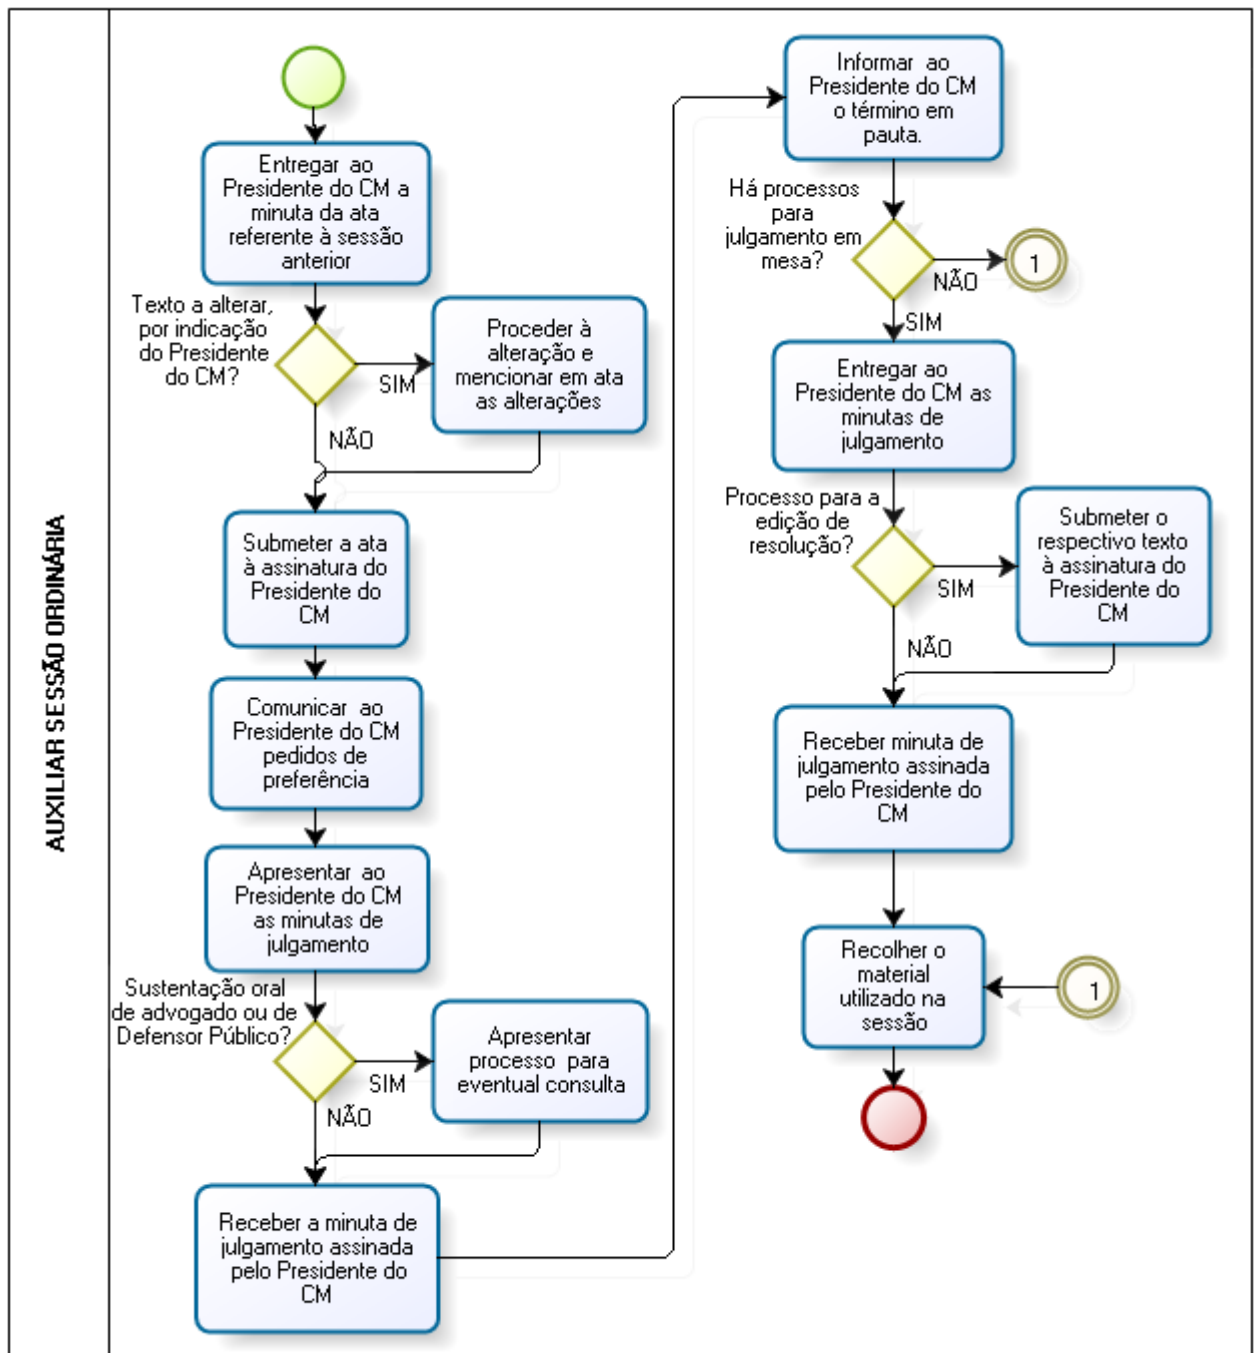 AUXILIAR SESSÃO ORDINÁRIA
Entregar ao
Presidente do CM a
minuta da ata
referente à sessão
anterior
Texto a alterar,
por indicação
do Presidente
do CM?
SIM
Proceder à
alteração e
mencionar em ata
as alterações
NÃO
Submeter a ata
à assinatura do
Presidente do
CM
Comunicar ao
Presidente do CM
pedidos de
preferência
Apresentar ao
Presidente do CM
as minutas de
julgamento
Sustentação oral
de advogado ou de
Defensor Público?
SIM
Apresentar
processo para
eventual consulta
NÃO
Receber a minuta de
julgamento assinada
pelo Presidente do
CM
Informar ao
Presidente do CM
o término em
pauta.
Há processos
para
julgamento em
mesa?
NÃO
1
SIM
Entregar ao
Presidente do CM as
minutas de
julgamento
Processo para a
edição de
resolução?
SIM
Submeter o
respectivo texto
à assinatura do
Presidente do
CM
NÃO
Receber minuta de
julgamento assinada
pelo Presidente do
CM
Recolher o
material
utilizado na
sessão
1